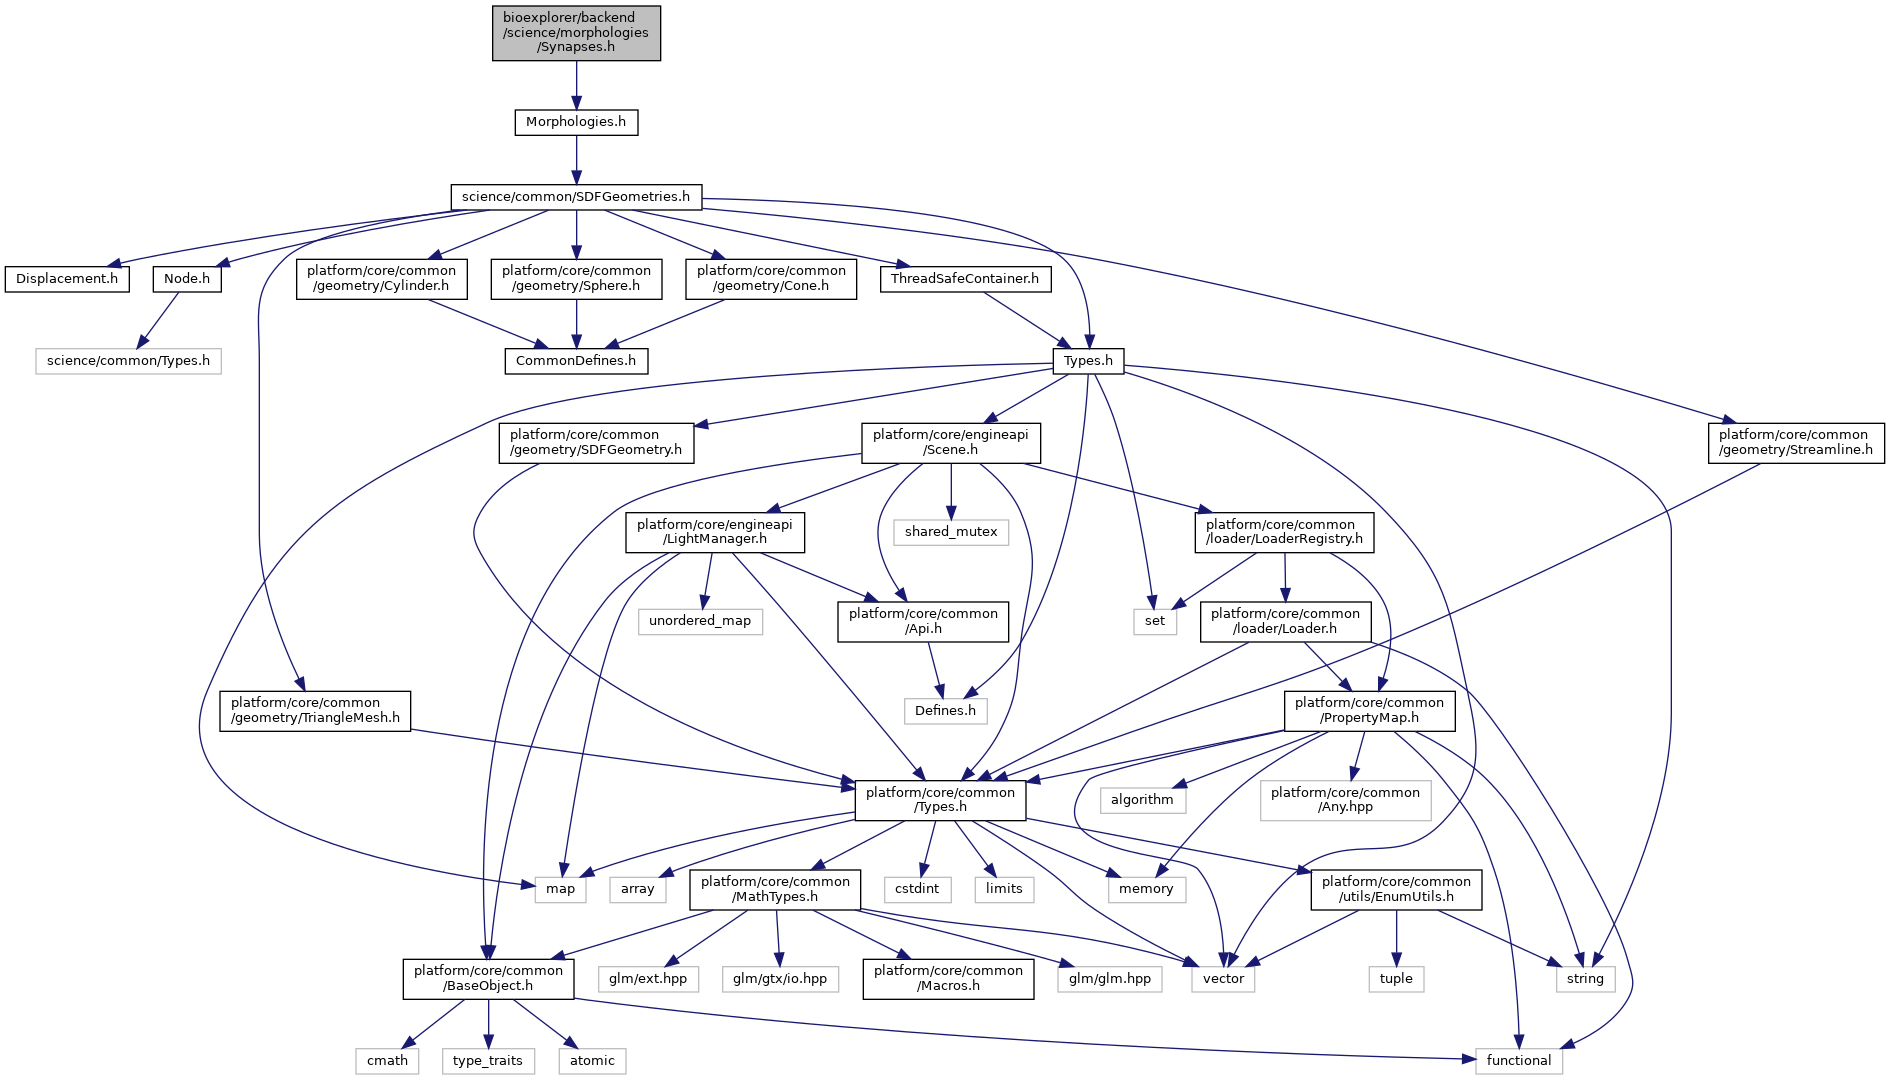 bioexplorer/backend
/science/morphologies
/Synapses.h
Morphologies.h
science/common/SDFGeometries.h
Displacement.h
Node.h
platform/core/common
/geometry/Cylinder.h
platform/core/common
/geometry/Sphere.h
platform/core/common
/geometry/Cone.h
ThreadSafeContainer.h
science/common/Types.h
CommonDefines.h
Types.h
platform/core/common
/geometry/SDFGeometry.h
platform/core/engineapi
/Scene.h
platform/core/common
/geometry/Streamline.h
platform/core/engineapi
/LightManager.h
shared_mutex
platform/core/common
/loader/LoaderRegistry.h
unordered_map
platform/core/common
/Api.h
set
platform/core/common
/loader/Loader.h
platform/core/common
/geometry/TriangleMesh.h
Defines.h
platform/core/common
/PropertyMap.h
platform/core/common
/Types.h
algorithm
platform/core/common
/Any.hpp
map
array
platform/core/common
/MathTypes.h
cstdint
limits
memory
platform/core/common
/utils/EnumUtils.h
platform/core/common
/BaseObject.h
glm/ext.hpp
glm/gtx/io.hpp
platform/core/common
/Macros.h
glm/glm.hpp
vector
tuple
string
cmath
type_traits
atomic
functional